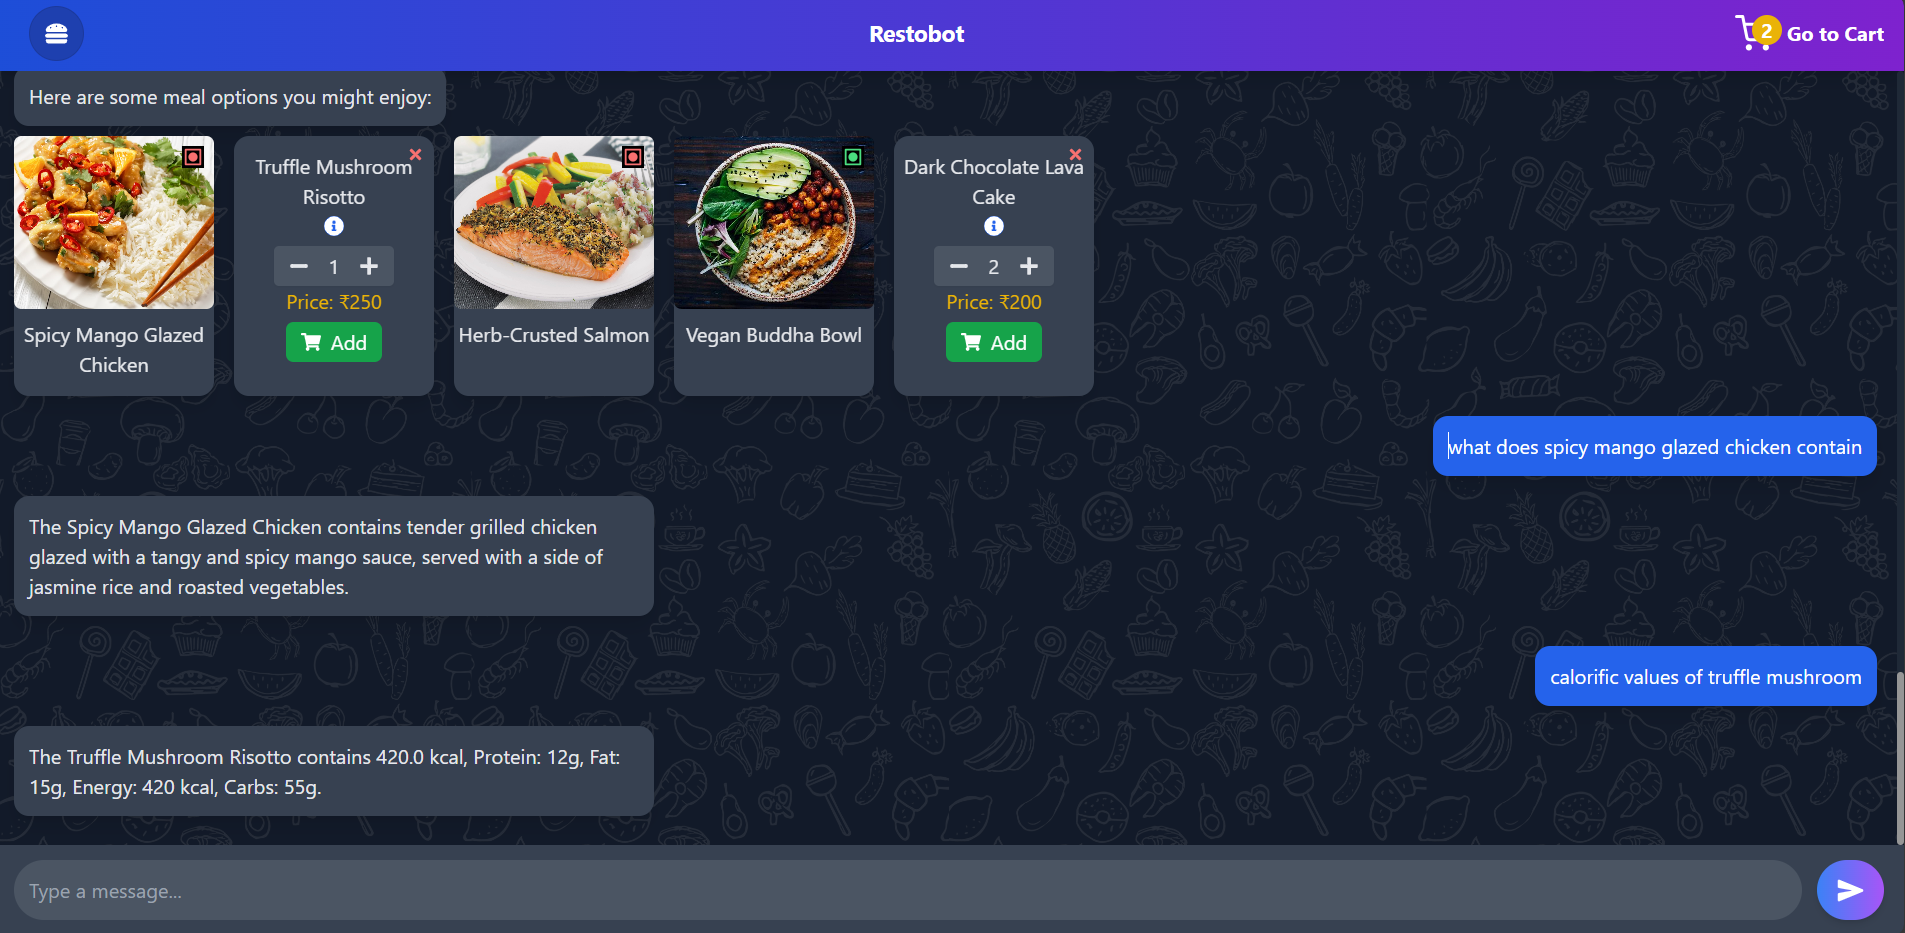 Restobot
2 Go to Cart
Here are some meal options you might enjoy:
Spicy Mango Glazed
Chicken
Truffle Mushroom
Risotto
1
Price: ₹250
Add
Herb-Crusted Salmon
Vegan Buddha Bowl
Dark Chocolate Lava
Cake
2
Price: ₹200
Add
what does spicy mango glazed chicken contain
The Spicy Mango Glazed Chicken contains tender grilled chicken
glazed with a tangy and spicy mango sauce, served with a side of
jasmine rice and roasted vegetables.
calorific values of truffle mushroom
The Truffle Mushroom Risotto contains 420.0 kcal, Protein: 12g, Fat:
15g, Energy: 420 kcal, Carbs: 55g.
Type a message...